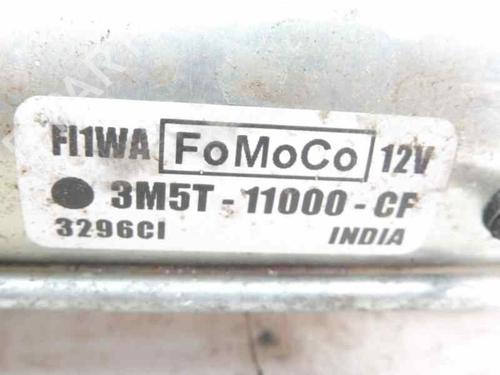 FI1WA FoMoCo 12V
3M5T - 11000 - CF
3296CI INDIA